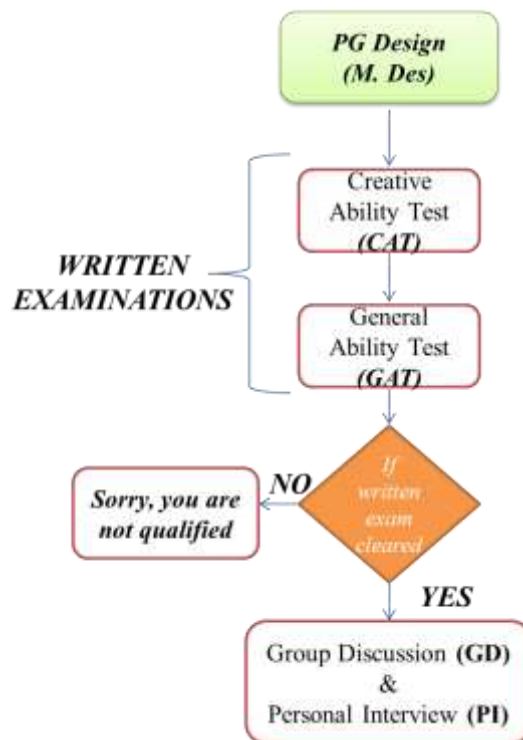 PG Design
(M. Des)
Creative
Ability Test
(CAT)
WRITTEN
EXAMINATIONS
General
Ability Test
(GAT)
If
written
exam
cleared
NO
Sorry, you are
not qualified
YES
Group Discussion (GD)
&
Personal Interview (PI)